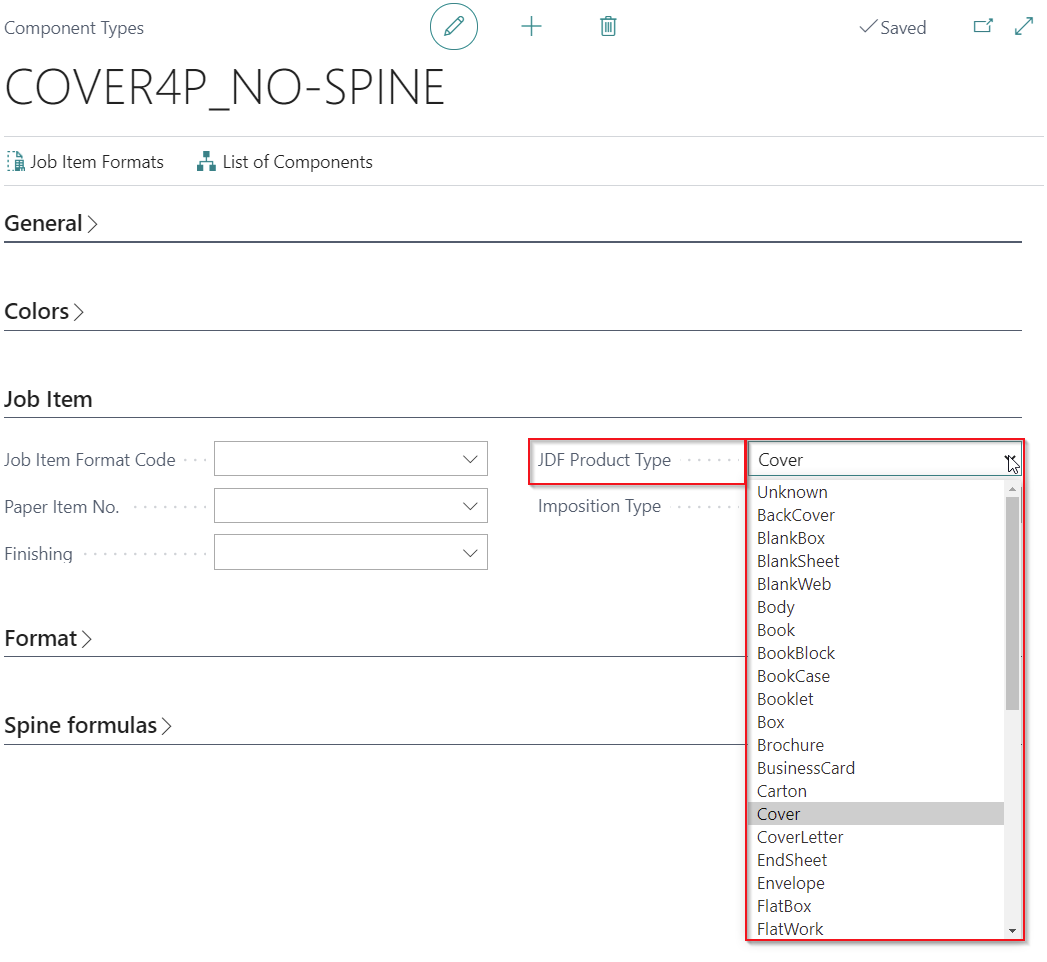 Component Types
Saved
COVER4P_NO-SPINE
Job Item Formats
List of Components
General
Colors
Job Item
Job Item Format Code
JDF Product Type
Cover
Paper Item No.
Imposition Type
Finishing
Unknown
BackCover
BlankBox
BlankSheet
BlankWeb
Body
Book
BookBlock
BookCase
Booklet
Box
Brochure
BusinessCard
Carton
Cover
CoverLetter
EndSheet
Envelope
FlatBox
FlatWork
Format
Spine formulas